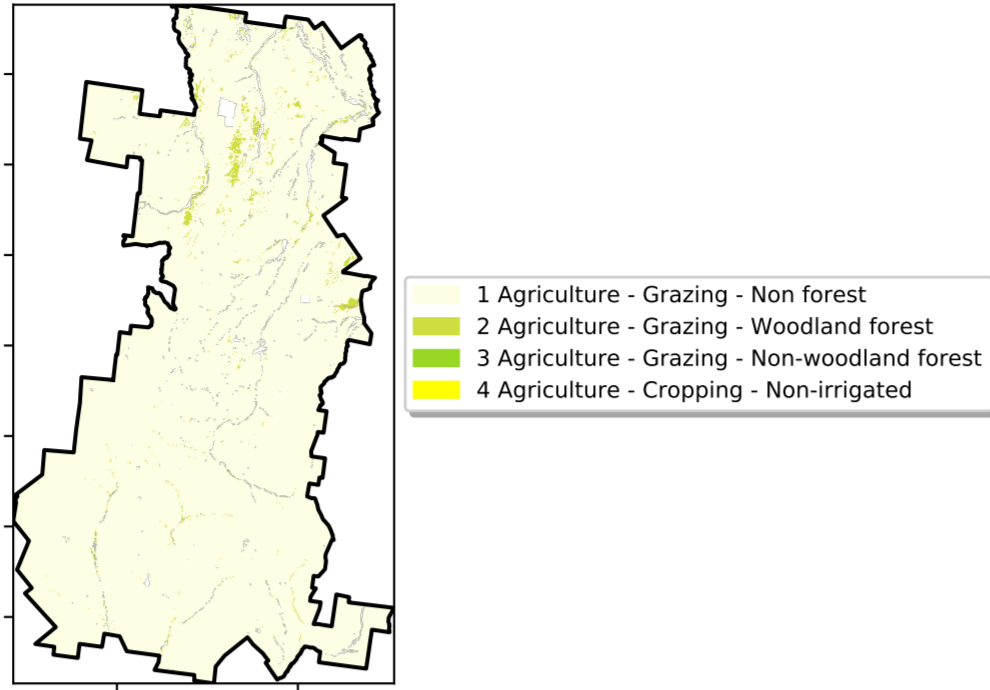 1 Agriculture - Grazing - Non forest
2 Agriculture - Grazing - Woodland forest
3 Agriculture - Grazing - Non-woodland forest
4 Agriculture - Cropping - Non-irrigated